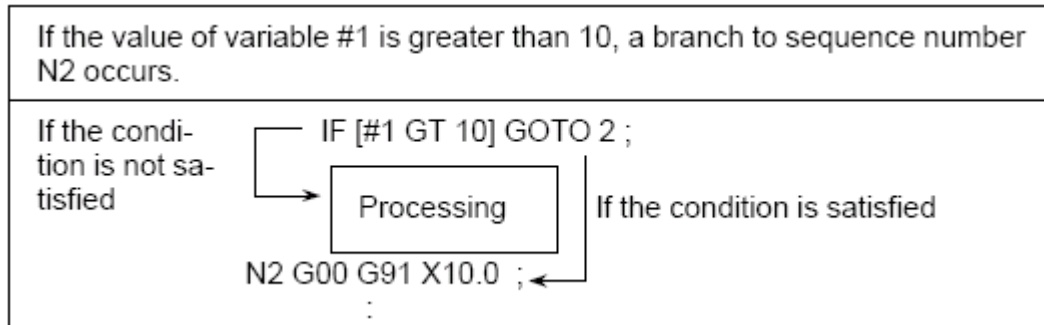 If the value of variable #1 is greater than 10, a branch to sequence number
N2 occurs.
If the condi-
tion is not sa-
tisfied
IF [#1 GT 10] GOTO 2 ;
Processing
If the condition is satisfied
N2 G00 G91 X10.0 ;
: